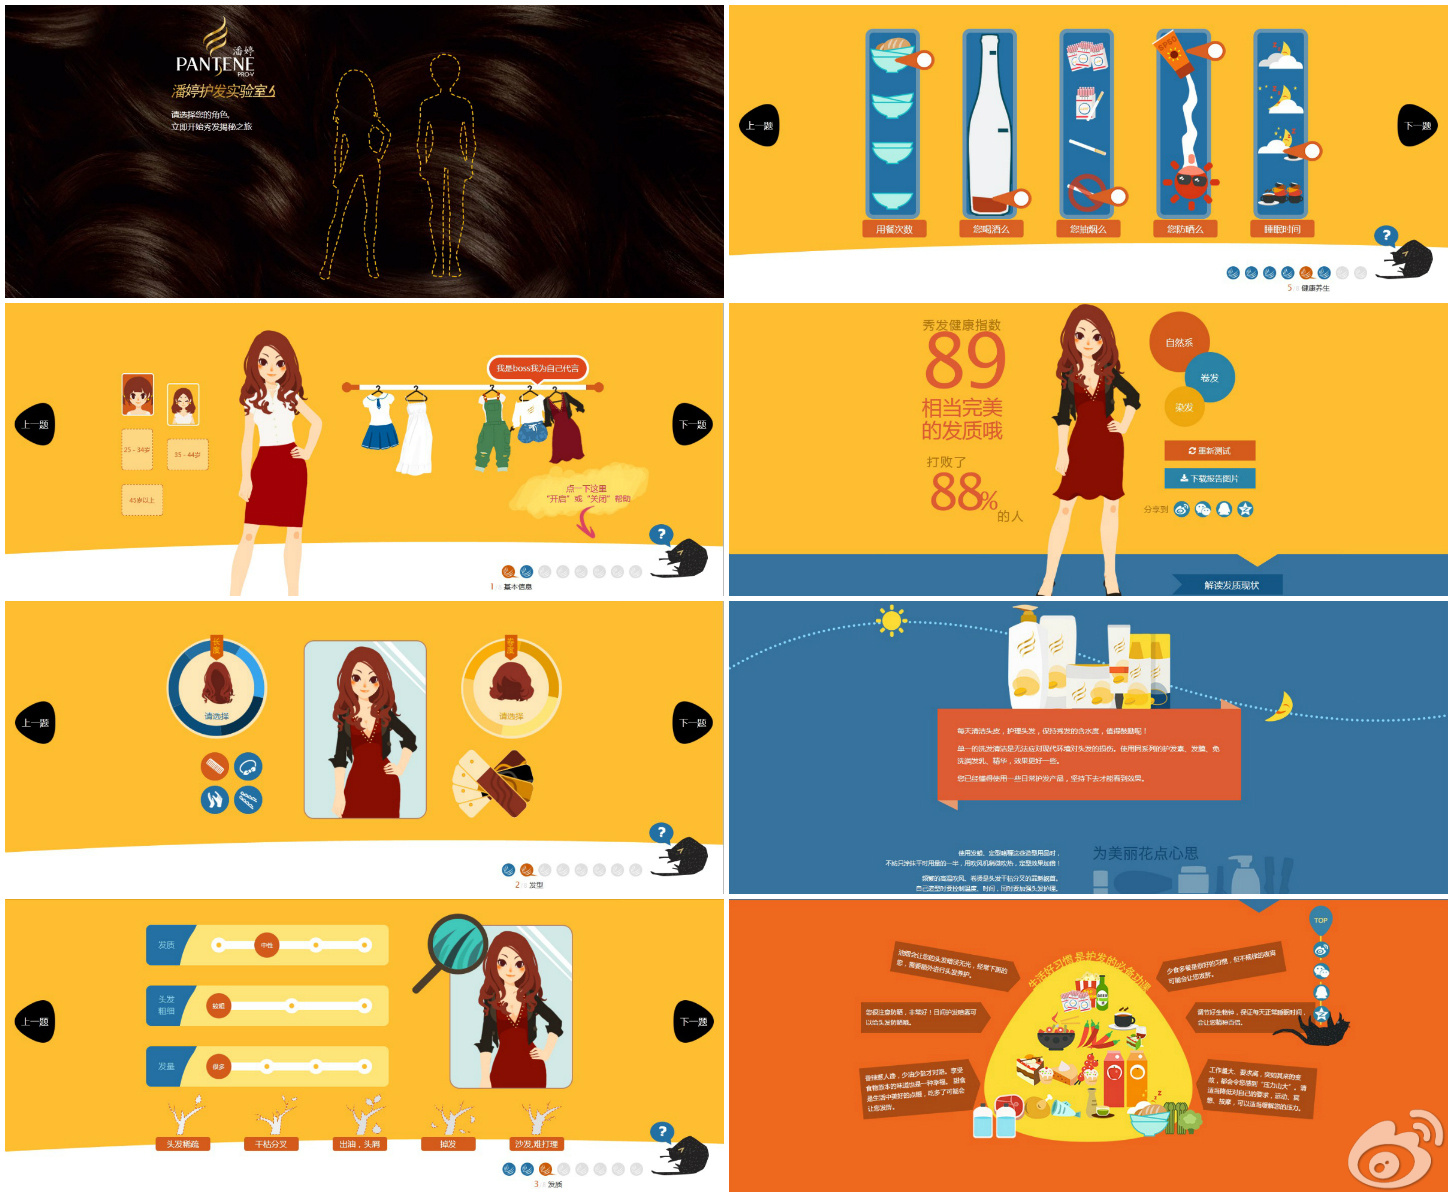 潘婷
PANTENE
PRO-V
潘婷护发实验室
请选择您的角色,
立即开始秀发揭秘之旅
上一题
下一题
用餐次数
您喝酒么
您抽烟么
您防晒么
睡眠时间
?
5
健康养生
上一题
25 - 34岁
35 - 44岁
45岁以上
我是boss我为自己代言
点一下这里
“开启”或“关闭”帮助
下一题
?
1
基本信息
秀发健康指数
89
相当完美
的发质哦
打败了
88%
的人
自然系
卷发
染发
重新测试
下载报告图片
分享到
解读发质现状
上一题
长度
请选择
卷度
请选择
下一题
?
2
发型
每天清洁头皮，护理头发，保持秀发的含水度，值得鼓励呢！
单一的洗发清洁是无法应对现代环境对头发的损伤。使用同系列的护发素、发膜、免
洗润发乳、精华，效果更好一些。
您已经懂得使用一些日常护发产品，坚持下去才能看到效果。
为美丽花点心思
上一题
发质
中性
头发
粗细
较粗
发量
很多
头发稀疏
干枯分叉
出油，头屑
掉发
沙发,难打理
下一题
?
3
发质
TOP
生活好习惯 是护发的必备功课